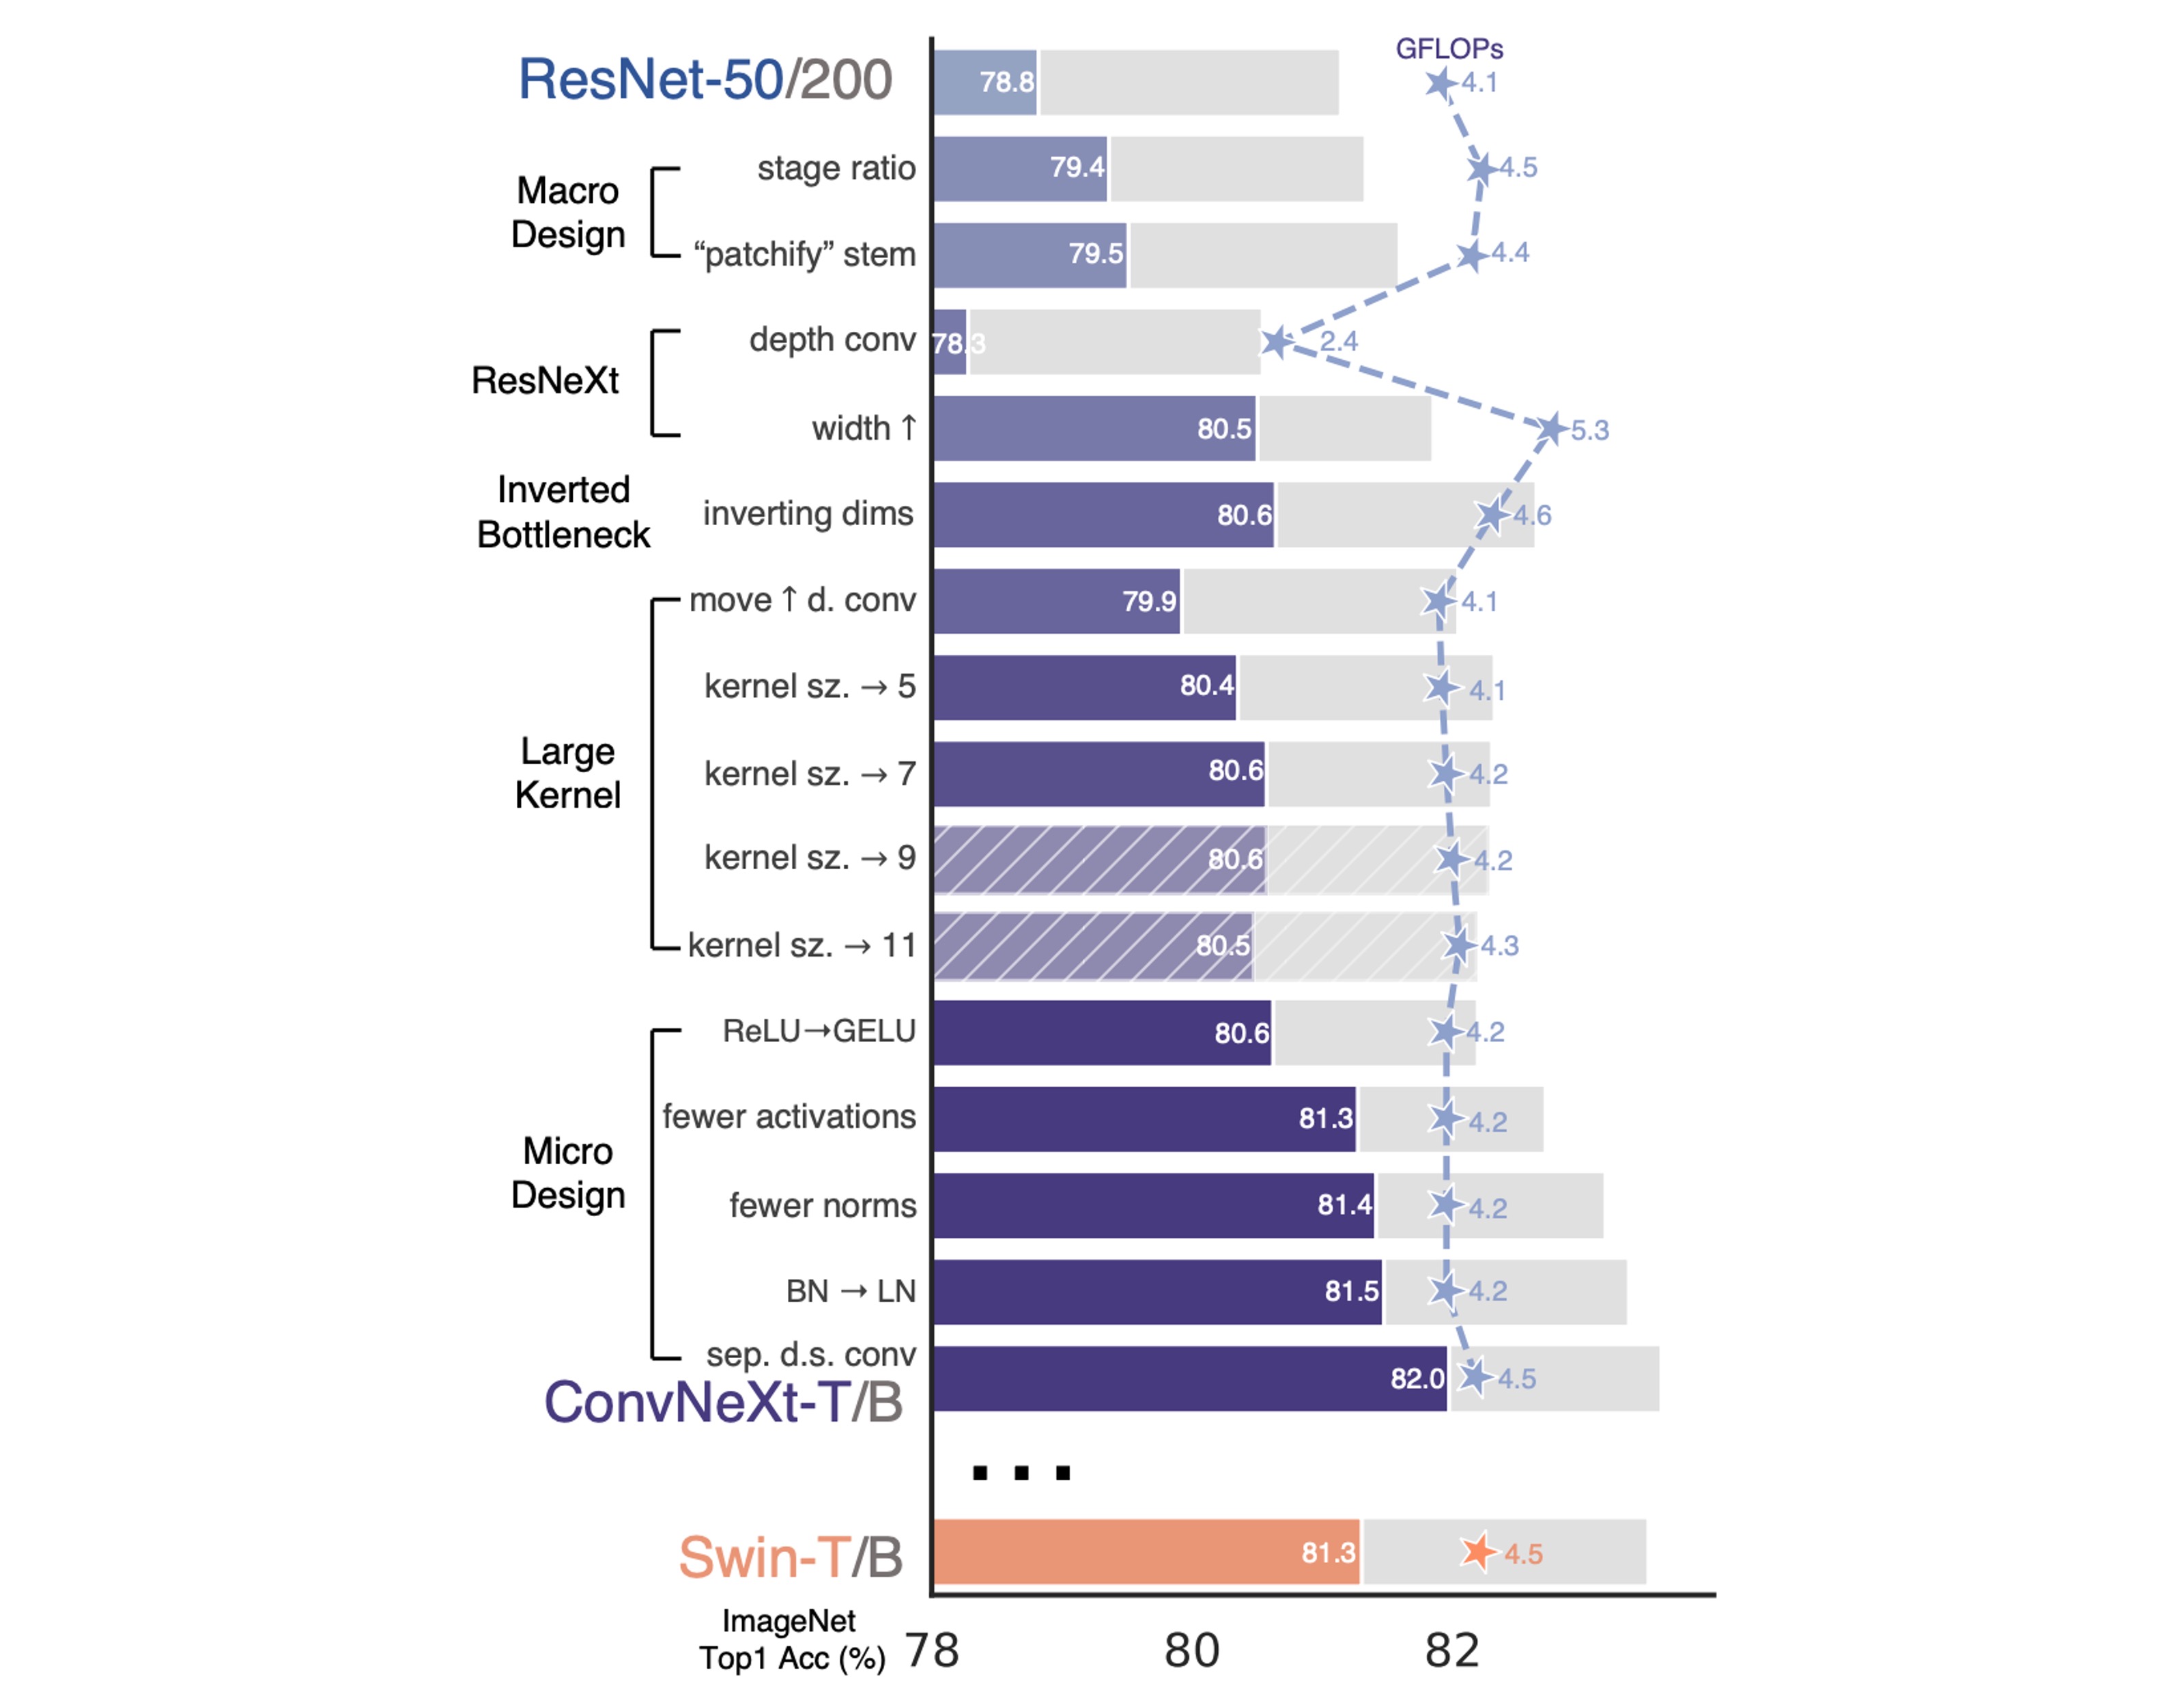 GFLOPs
ResNet-50/200 78.8 4.1
Macro
Design
stage ratio 79.4 4.5
“patchify” stem 79.5 4.4
ResNeXt
depth conv 78.3 2.4
width ↑ 80.5 5.3
Inverted
Bottleneck
inverting dims 80.6 4.6
Large
Kernel
move ↑ d. conv 79.9 4.1
kernel sz. → 5 80.4 4.1
kernel sz. → 7 80.6 4.2
kernel sz. → 9 80.6 4.2
kernel sz. → 11 80.5 4.3
Micro
Design
ReLU→GELU 80.6 4.2
fewer activations 81.3 4.2
fewer norms 81.4 4.2
BN → LN 81.5 4.2
sep. d.s. conv
ConvNeXt-T/B 82.0 4.5
...
Swin-T/B 81.3 4.5
ImageNet
Top1 Acc (%) 78 80 82